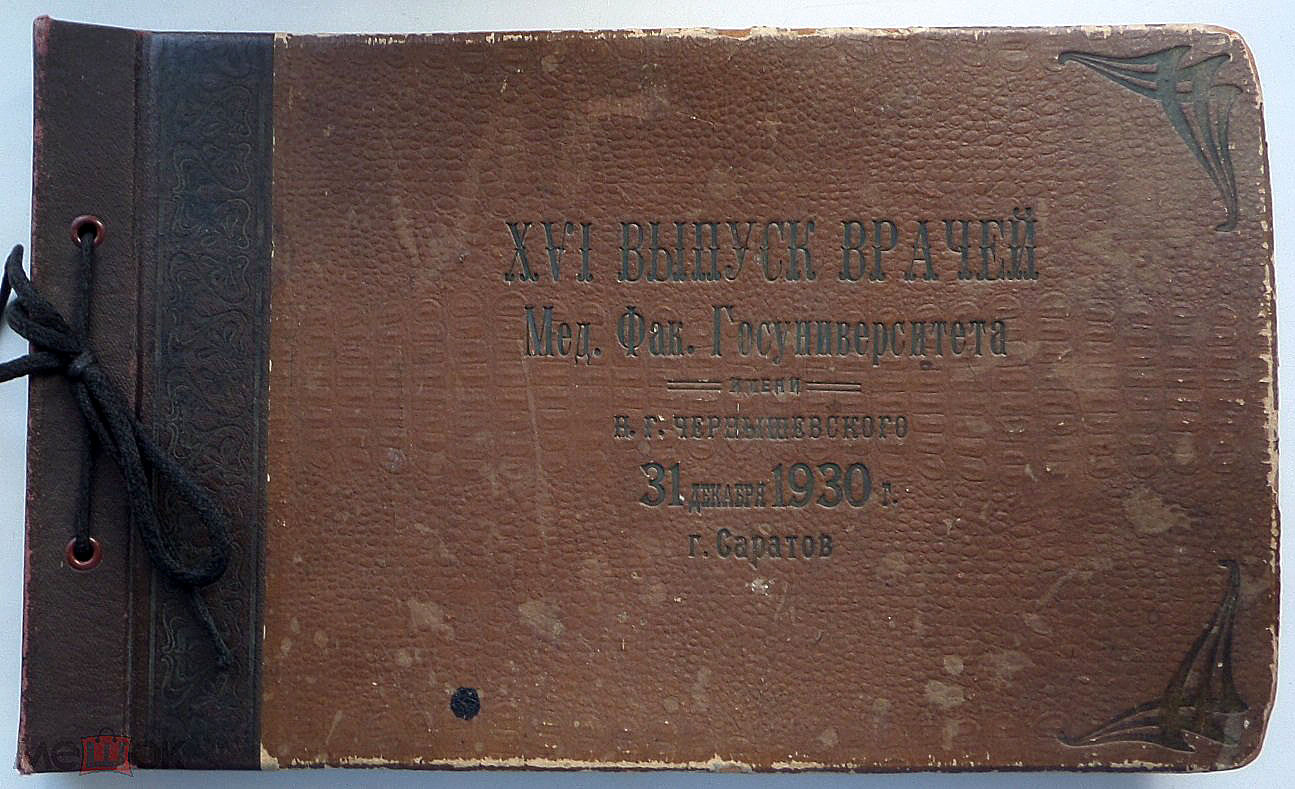 XVI ВЫПУСК ВРАЧЕЙ
Мед. Фак. Госуниверситета
ИМЕНИ
Н. Г. ЧЕРНЫШЕВСКОГО
31 ДЕКАБРЯ 1930 г.
г. Саратов